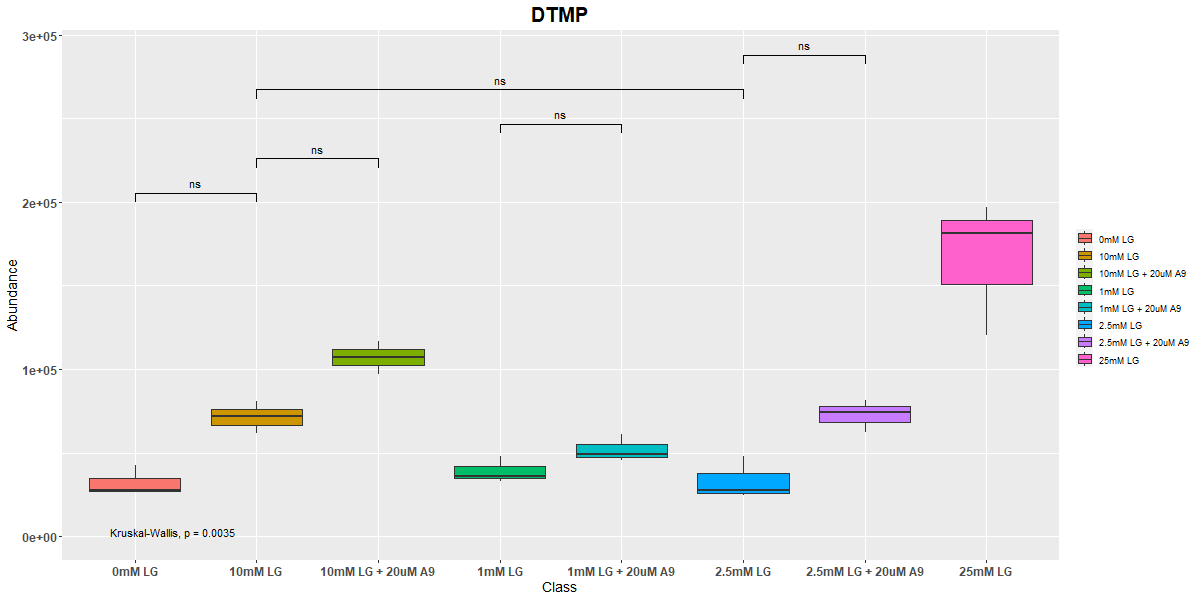 DTMP
3e+05
2e+05
1e+05
0e+00
Abundance
ns
ns
ns
ns
ns
Kruskal-Wallis, p = 0.0035
0mM LG
10mM LG
10mM LG + 20uM A9
1mM LG
1mM LG + 20uM A9
2.5mM LG
2.5mM LG + 20uM A9
25mM LG
Class
0mM LG
10mM LG
10mM LG + 20uM A9
1mM LG
1mM LG + 20uM A9
2.5mM LG
2.5mM LG + 20uM A9
25mM LG